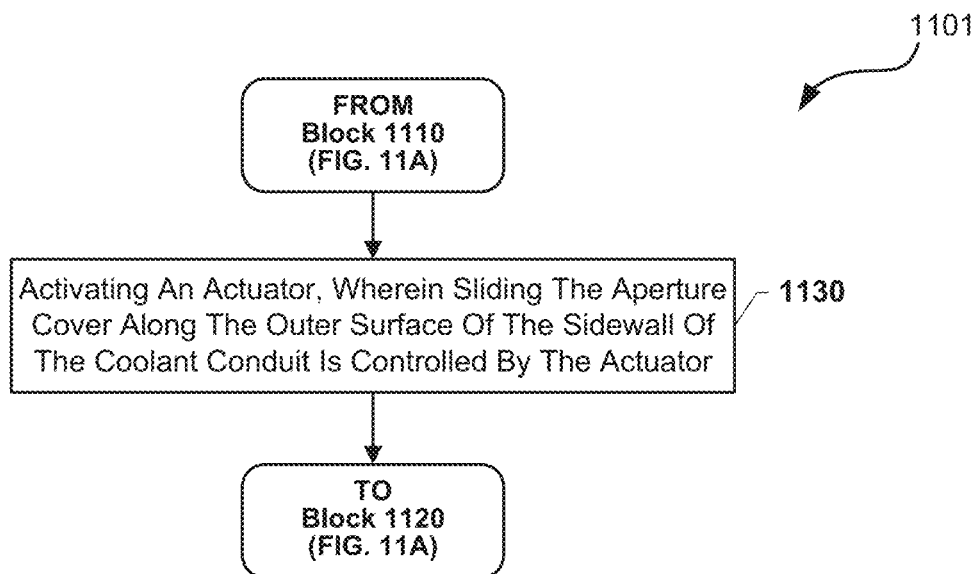 1101
FROM
Block 1110
(FIG. 11A)
Activating An Actuator, Wherein Sliding The Aperture
Cover Along The Outer Surface Of The Sidewall Of
The Coolant Conduit Is Controlled By The Actuator
1130
TO
Block 1120
(FIG. 11A)